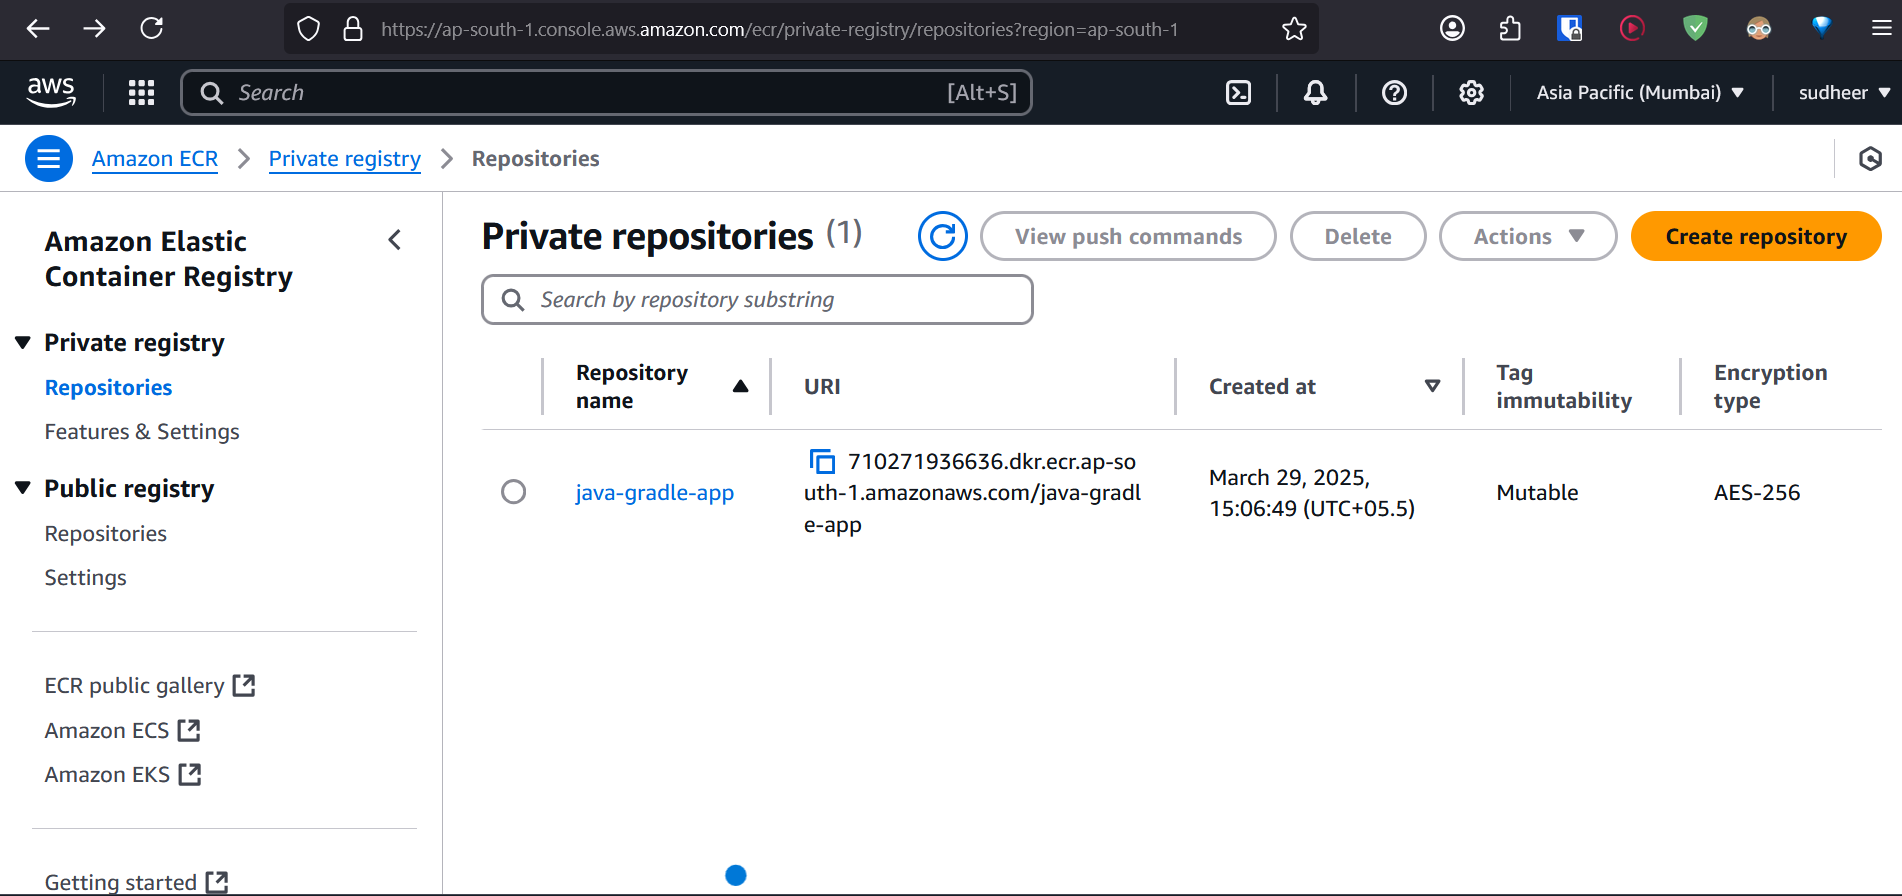 https://ap-south-1.console.aws.amazon.com/ecr/private-registry/repositories?region=ap-south-1
aws
Search
[Alt+S]
Asia Pacific (Mumbai)
sudheer
Amazon ECR
Private registry
Repositories
Amazon Elastic
Container Registry
Private registry
Repositories
Features & Settings
Public registry
Repositories
Settings
ECR public gallery
Amazon ECS
Amazon EKS
Getting started
Private repositories (1)
View push commands
Delete
Actions
Create repository
Search by repository substring
Repository
name
URI
Created at
Tag
immutability
Encryption
type
java-gradle-app
710271936636.dkr.ecr.ap-so
uth-1.amazonaws.com/java-gradl
e-app
March 29, 2025,
15:06:49 (UTC+05.5)
Mutable
AES-256